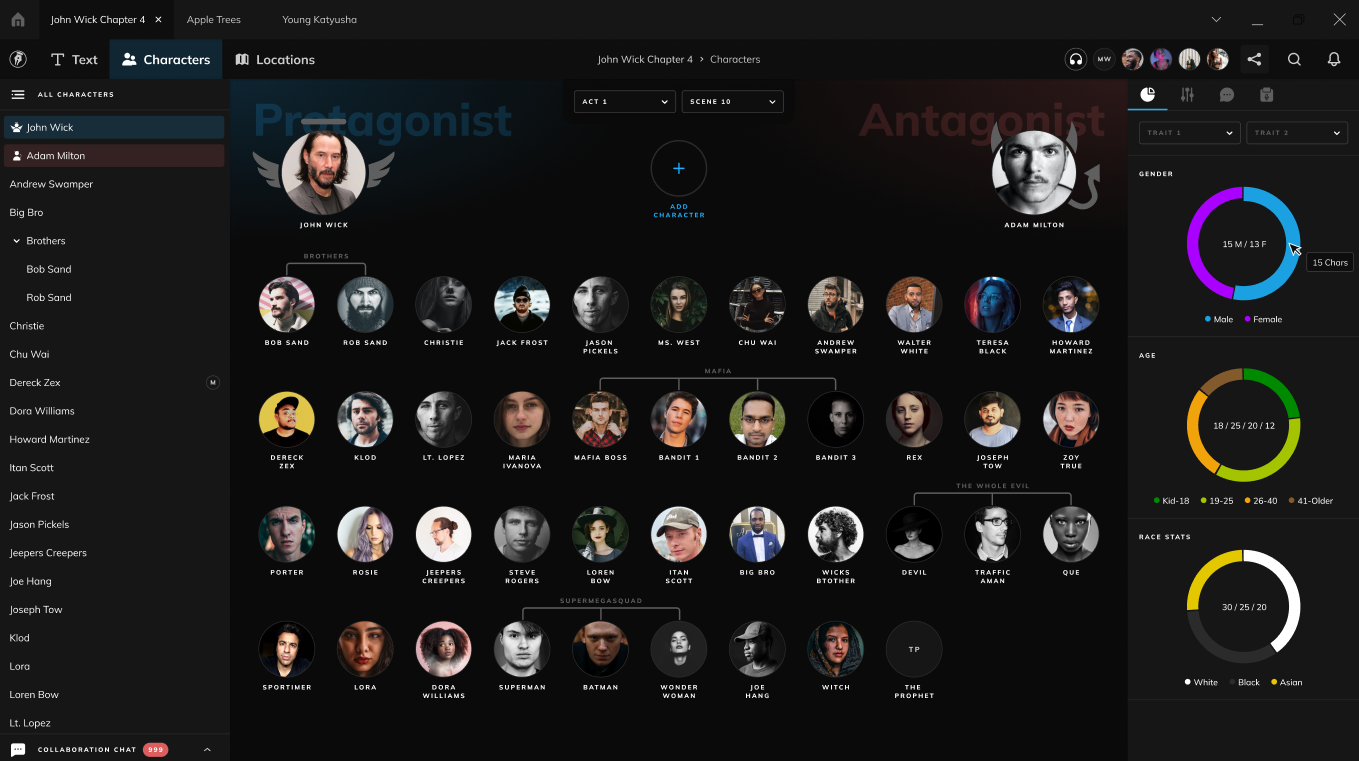 John Wick Chapter 4
Apple Trees
Young Katyusha
Text
Characters
Locations
John Wick Chapter 4 > Characters
MW
ALL CHARACTERS
John Wick
Adam Milton
Andrew Swamper
Big Bro
Brothers
Bob Sand
Rob Sand
Christie
Chu Wai
Dereck Zex
M
Dora Williams
Howard Martinez
Itan Scott
Jack Frost
Jason Pickels
Jeepers Creepers
Joe Hang
Joseph Tow
Klod
Lora
Loren Bow
Lt. Lopez
COLLABORATION CHAT 999
Protagonist
ACT 1
SCENE 10
Antagonist
JOHN WICK
ADD
CHARACTER
ADAM MILTON
BROTHERS
BOB SAND
ROB SAND
CHRISTIE
JACK FROST
JASON
PICKELS
MS. WEST
CHU WAI
ANDREW
SWAMPER
WALTER
WHITE
TERESA
BLACK
HOWARD
MARTINEZ
MAFIA
DERECK
ZEX
KLOD
LT. LOPEZ
MARIA
IVANOVA
MAFIA BOSS
BANDIT 1
BANDIT 2
BANDIT 3
REX
JOSEPH
TOW
ZOY
TRUE
THE WHOLE EVIL
PORTER
ROSIE
JEEPERS
CREEPERS
STEVE
ROGERS
LOREN
BOW
ITAN
SCOTT
BIG BRO
WICKS
BTOTHER
DEVIL
TRAFFIC
AMAN
QUE
SUPERMEGASQUAD
SPORTIMER
LORA
DORA
WILLIAMS
SUPERMAN
BATMAN
WONDER
WOMAN
JOE
HANG
WITCH
TP
THE
PROPHET
TRAIT 1
TRAIT 2
GENDER
15 M / 13 F
15 Chars
Male
Female
AGE
18 / 25 / 20 / 12
Kid-18
19-25
26-40
41-Older
RACE STATS
30 / 25 / 20
White
Black
Asian